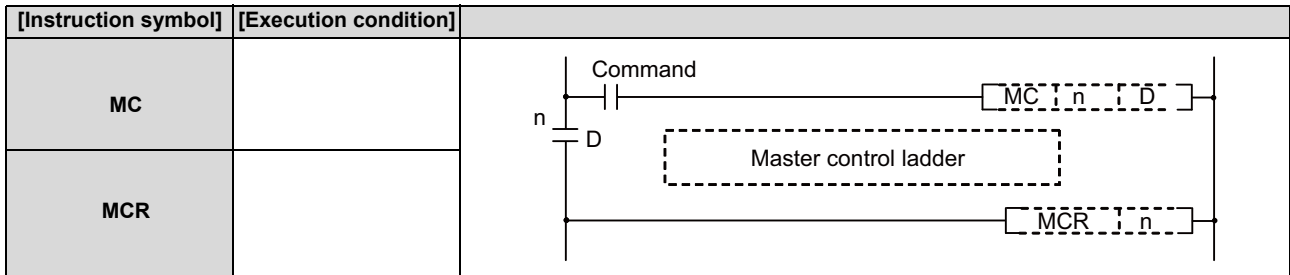 [Instruction symbol] [Execution condition]
MC
MCR
Command
MC n D
n
D
Master control ladder
MCR n